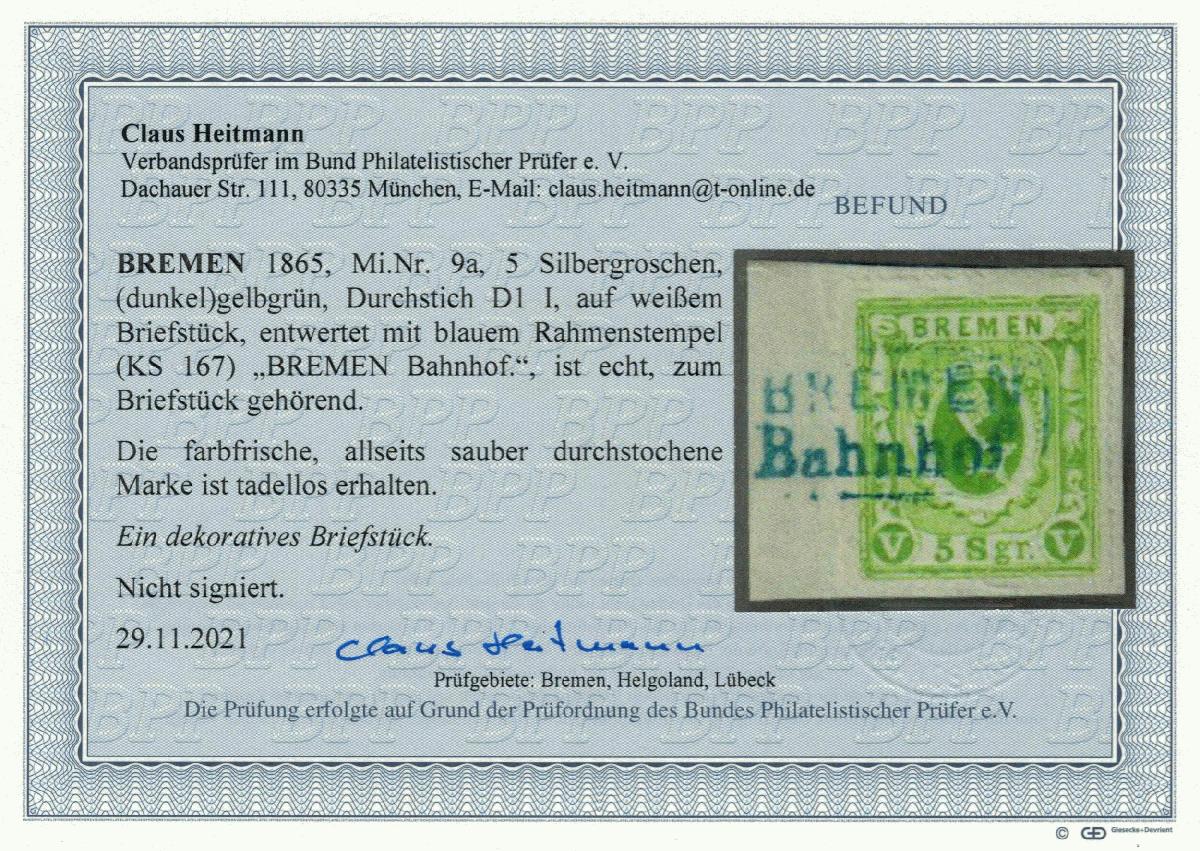 Claus Heitmann
Verbandsprüfer im Bund Philatelistischer Prüfer e. V.
Dachauer Str. 111, 80335 München, E-Mail: claus.heitmann@t-online.de
BEFUND
BREMEN 1865, Mi.Nr. 9a, 5 Silbergroschen,
(dunkel)gelbgrün, Durchstich D1 I, auf weißem
Briefstück, entwertet mit blauem Rahmenstempel
(KS 167) „BREMEN Bahnhof.“, ist echt, zum
Briefstück gehörend.
Die farbfrische, allseits sauber durchstochene
Marke ist tadellos erhalten.
Ein dekoratives Briefstück.
Nicht signiert.
29.11.2021
Claus Heitmann
BREMEN
BREMEN
Bahnhof
V 5 Sgr. V
Prüfgebiete: Bremen, Helgoland, Lübeck
Die Prüfung erfolgte auf Grund der Prüfordnung des Bundes Philatelistischer Prüfer e.V.
© Giesecke+Devrient